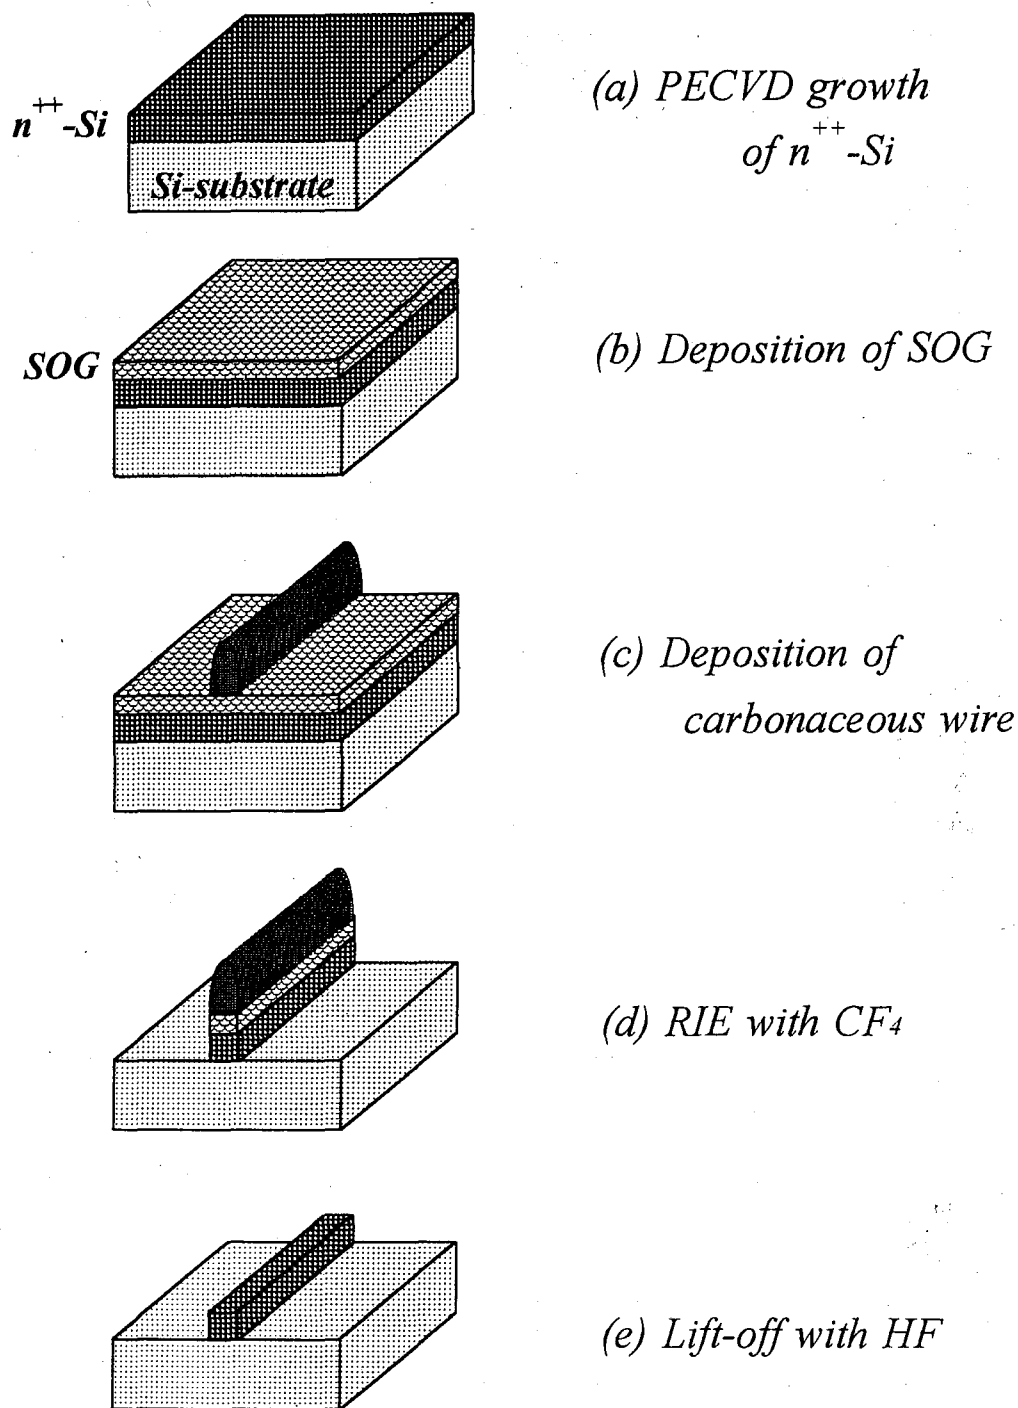 n++-Si
Si-substrate
(a) PECVD growth
of n++-Si
SOG
(b) Deposition of SOG
(c) Deposition of
carbonaceous wire
(d) RIE with CF4
(e) Lift-off with HF